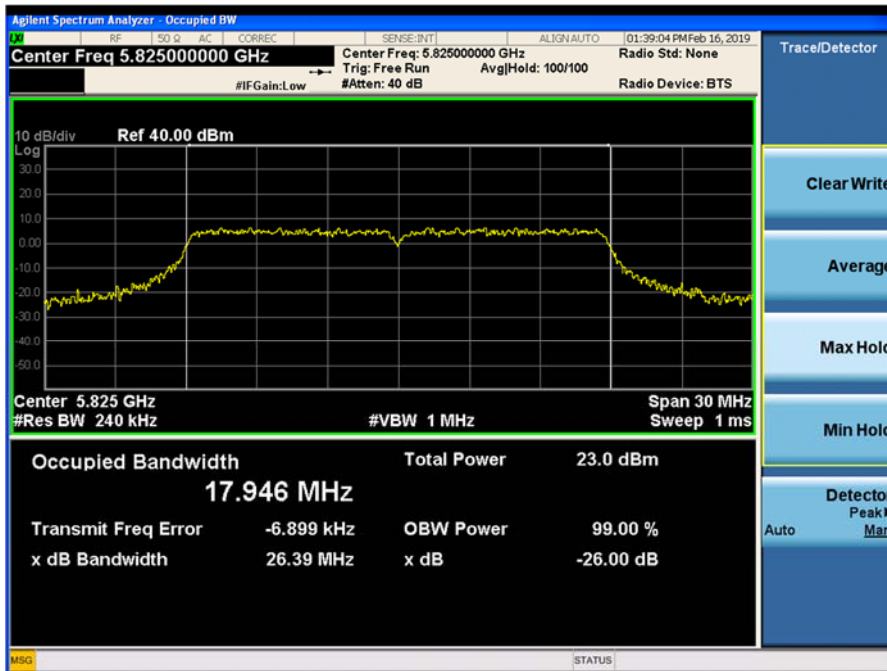 Agilent Spectrum Analyzer - Occupied BW
LXI RF 50 Ω AC CORREC SENSE:INT ALIGN AUTO 01:39:04 PM Feb 16, 2019
Center Freq 5.825000000 GHz Center Freq: 5.825000000 GHz Radio Std: None Trace/Detector
Trig: Free Run Avg|Hold: 100/100
#IFGain:Low #Atten: 40 dB Radio Device: BTS
10 dB/div Ref 40.00 dBm
Log
30.0
20.0
10.0
0.00
-10.0
-20.0
-30.0
-40.0
-50.0
Center 5.825 GHz Span 30 MHz
#Res BW 240 kHz #VBW 1 MHz Sweep 1 ms
Occupied Bandwidth Total Power 23.0 dBm
17.946 MHz
Transmit Freq Error -6.899 kHz OBW Power 99.00 %
x dB Bandwidth 26.39 MHz x dB -26.00 dB
Clear Write
Average
Max Hold
Min Hold
Detector
Peak
Auto Man
MSG STATUS